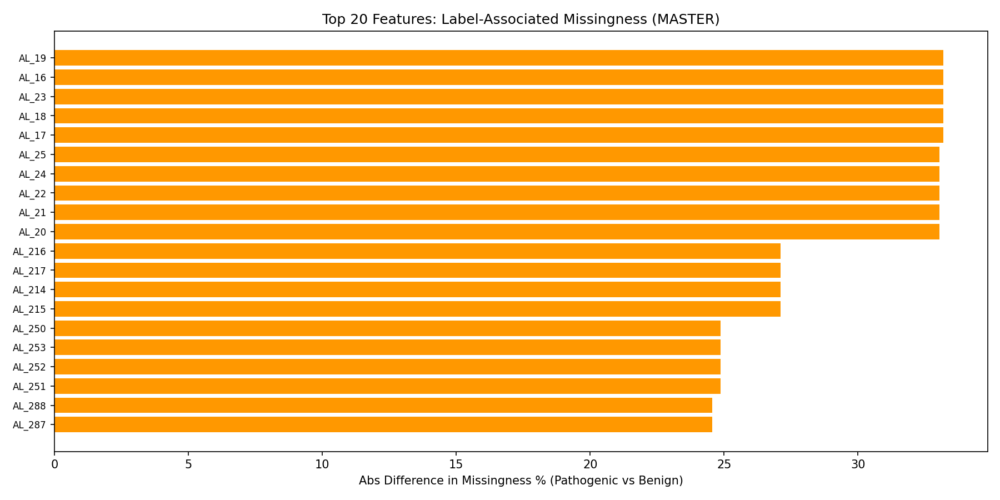 Top 20 Features: Label-Associated Missingness (MASTER)
AL_19
AL_16
AL_23
AL_18
AL_17
AL_25
AL_24
AL_22
AL_21
AL_20
AL_216
AL_217
AL_214
AL_215
AL_250
AL_253
AL_252
AL_251
AL_288
AL_287
0 5 10 15 20 25 30
Abs Difference in Missingness % (Pathogenic vs Benign)